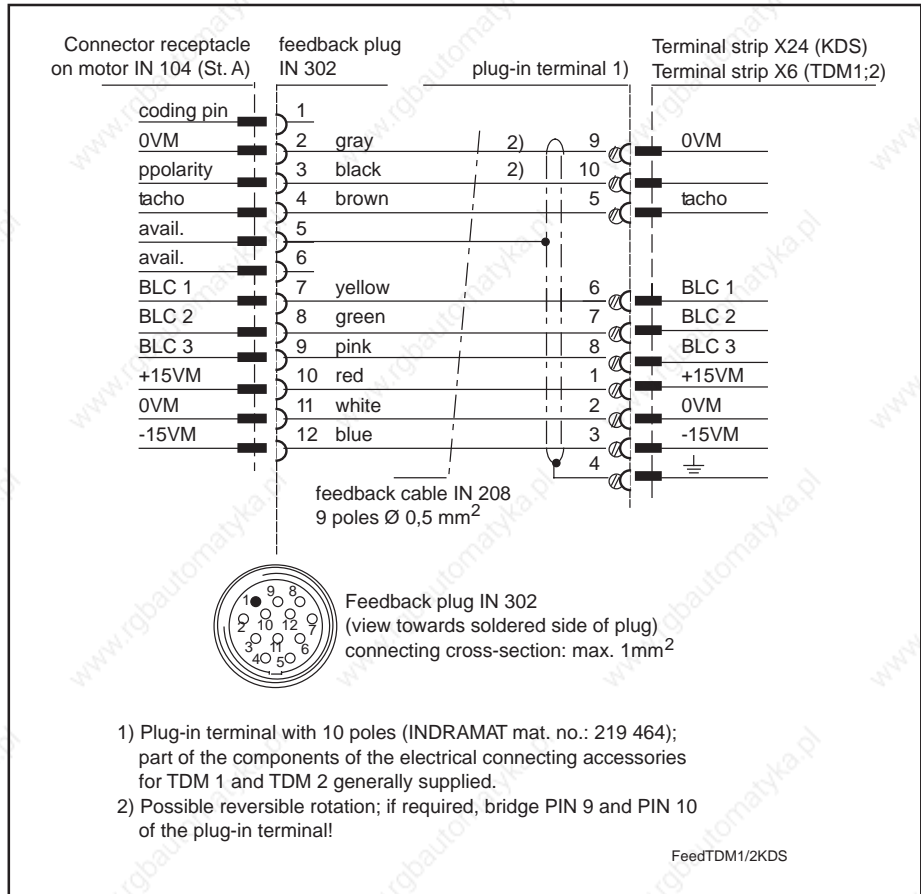 Connector receptacle
on motor IN 104 (St. A)
feedback plug
IN 302
plug-in terminal 1)
Terminal strip X24 (KDS)
Terminal strip X6 (TDM1;2)
coding pin 1
0VM 2 gray 2) 9 0VM
ppolarity 3 black 2) 10
tacho 4 brown 5 tacho
avail. 5
avail. 6
BLC 1 7 yellow 6 BLC 1
BLC 2 8 green 7 BLC 2
BLC 3 9 pink 8 BLC 3
+15VM 10 red 1 +15VM
0VM 11 white 2 0VM
-15VM 12 blue 3 -15VM
4
feedback cable IN 208
9 poles Ø 0,5 mm²
1 9 8
2 10 12 7
3 11 6
4 5
Feedback plug IN 302
(view towards soldered side of plug)
connecting cross-section: max. 1mm²
1) Plug-in terminal with 10 poles (INDRAMAT mat. no.: 219 464);
part of the components of the electrical connecting accessories
for TDM 1 and TDM 2 generally supplied.
2) Possible reversible rotation; if required, bridge PIN 9 and PIN 10
of the plug-in terminal!
FeedTDM1/2KDS
www.rgbautomatyka.pl